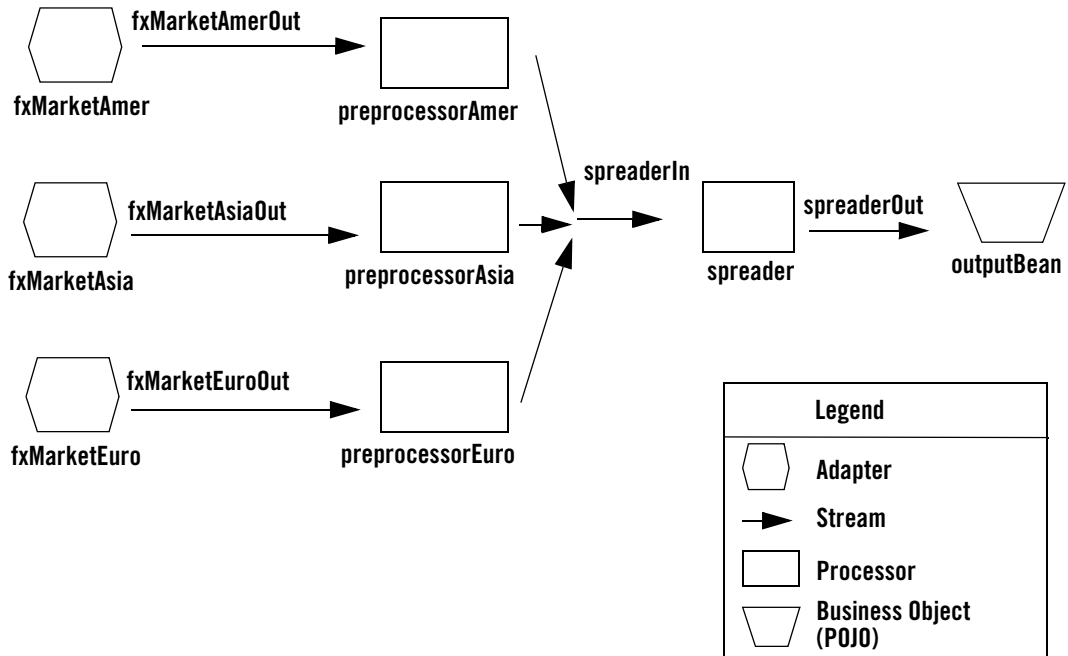 fxMarketAmerOut
fxMarketAmer
preprocessorAmer
spreaderIn
fxMarketAsiaOut
spreaderOut
fxMarketAsia
preprocessorAsia
spreader
outputBean
fxMarketEuroOut
fxMarketEuro
preprocessorEuro
Legend
Adapter
Stream
Processor
Business Object
(POJO)